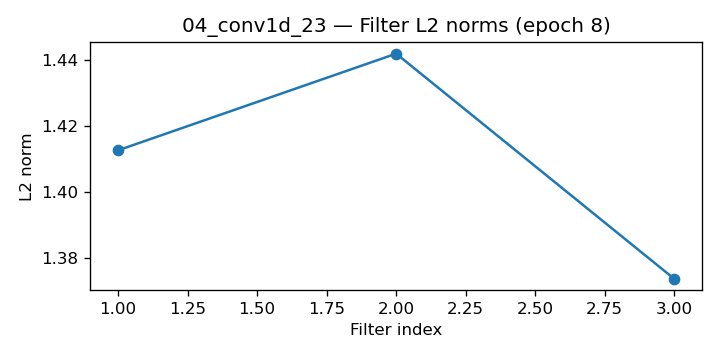 04_conv1d_23 — Filter L2 norms (epoch 8)
1.44
1.42
1.40
1.38
L2 norm
1.00 1.25 1.50 1.75 2.00 2.25 2.50 2.75 3.00
Filter index